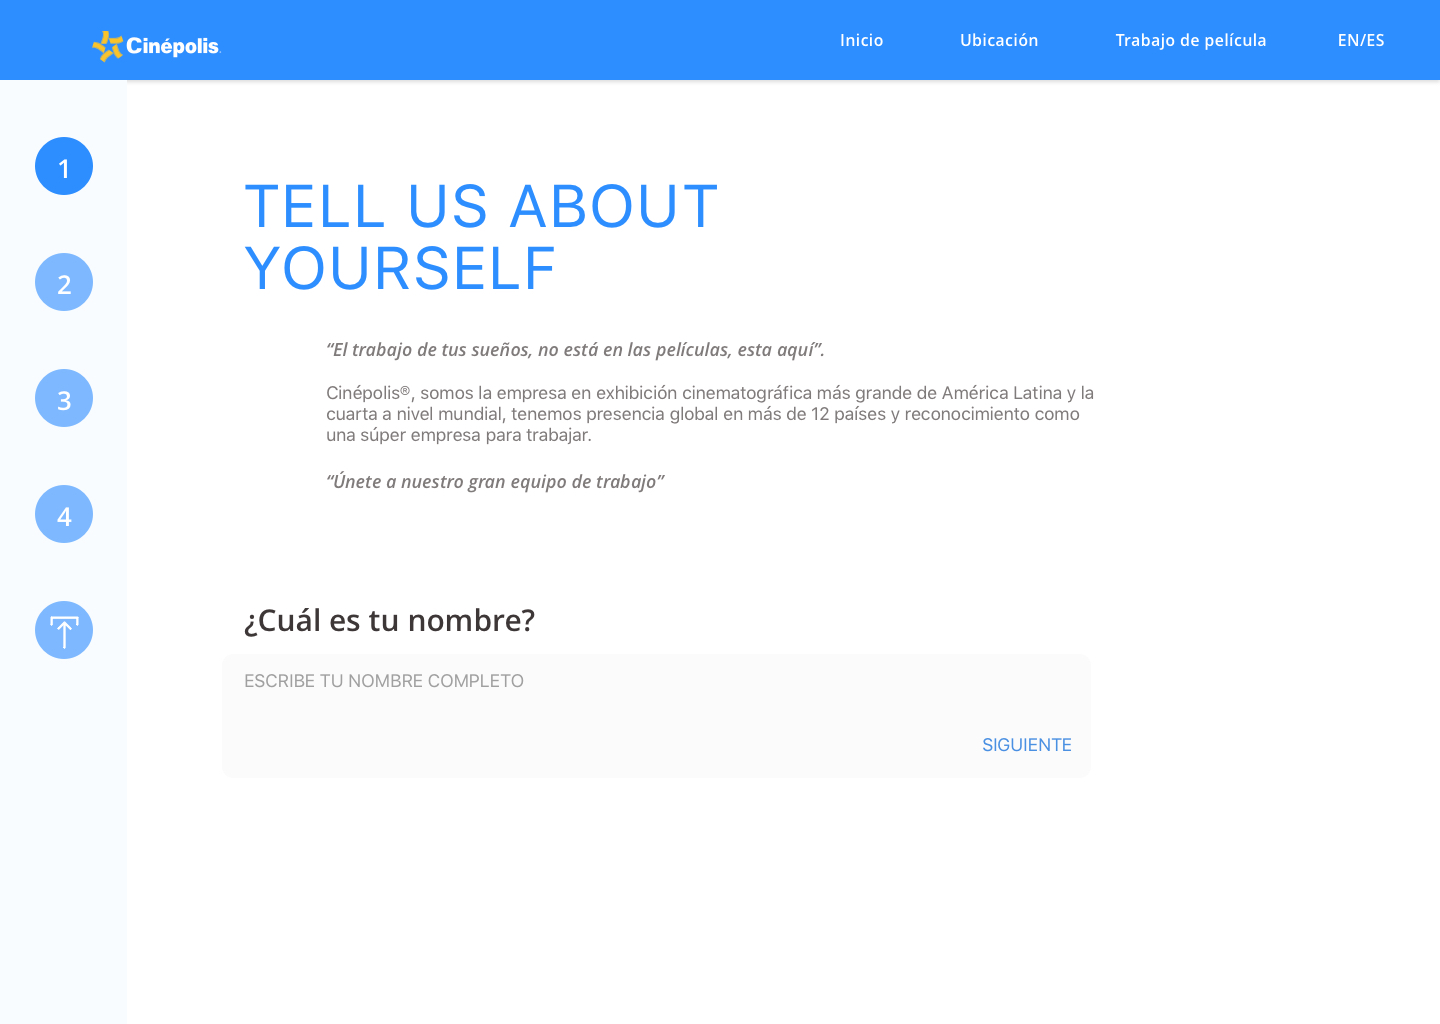 Cinépolis
Inicio
Ubicación
Trabajo de película
EN/ES
1
2
3
4
TELL US ABOUT
YOURSELF
“El trabajo de tus sueños, no está en las películas, esta aquí”.
Cinépolis®, somos la empresa en exhibición cinematográfica más grande de América Latina y la
cuarta a nivel mundial, tenemos presencia global en más de 12 países y reconocimiento como
una súper empresa para trabajar.
“Únete a nuestro gran equipo de trabajo”
¿Cuál es tu nombre?
ESCRIBE TU NOMBRE COMPLETO
SIGUIENTE